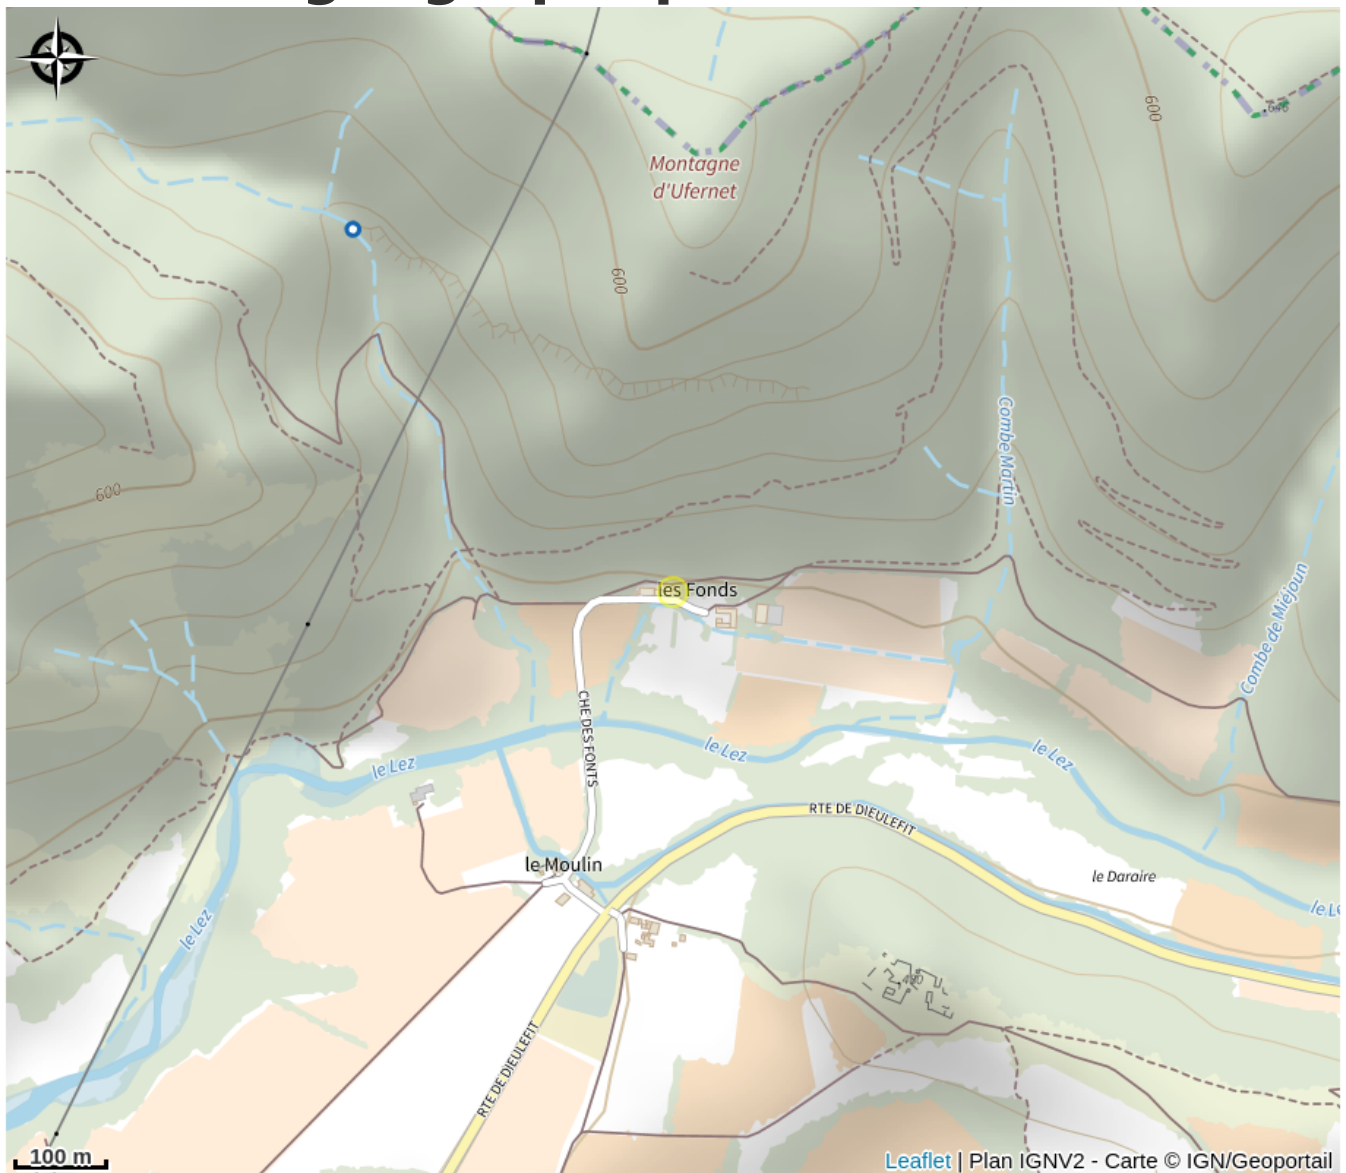 600
646
Montagne
d'Ufernet
600
Combe Martin
600
les Fonds
Combe de Miéjoun
CHE DES FONTS
le Lez
le Lez
le Lez
RTE DE DIEULEFIT
le Moulin
le Daraire
le Lez
RTE DE DIEULEFIT
100 m
Leaflet | Plan IGNV2 - Carte © IGN/Geoportail